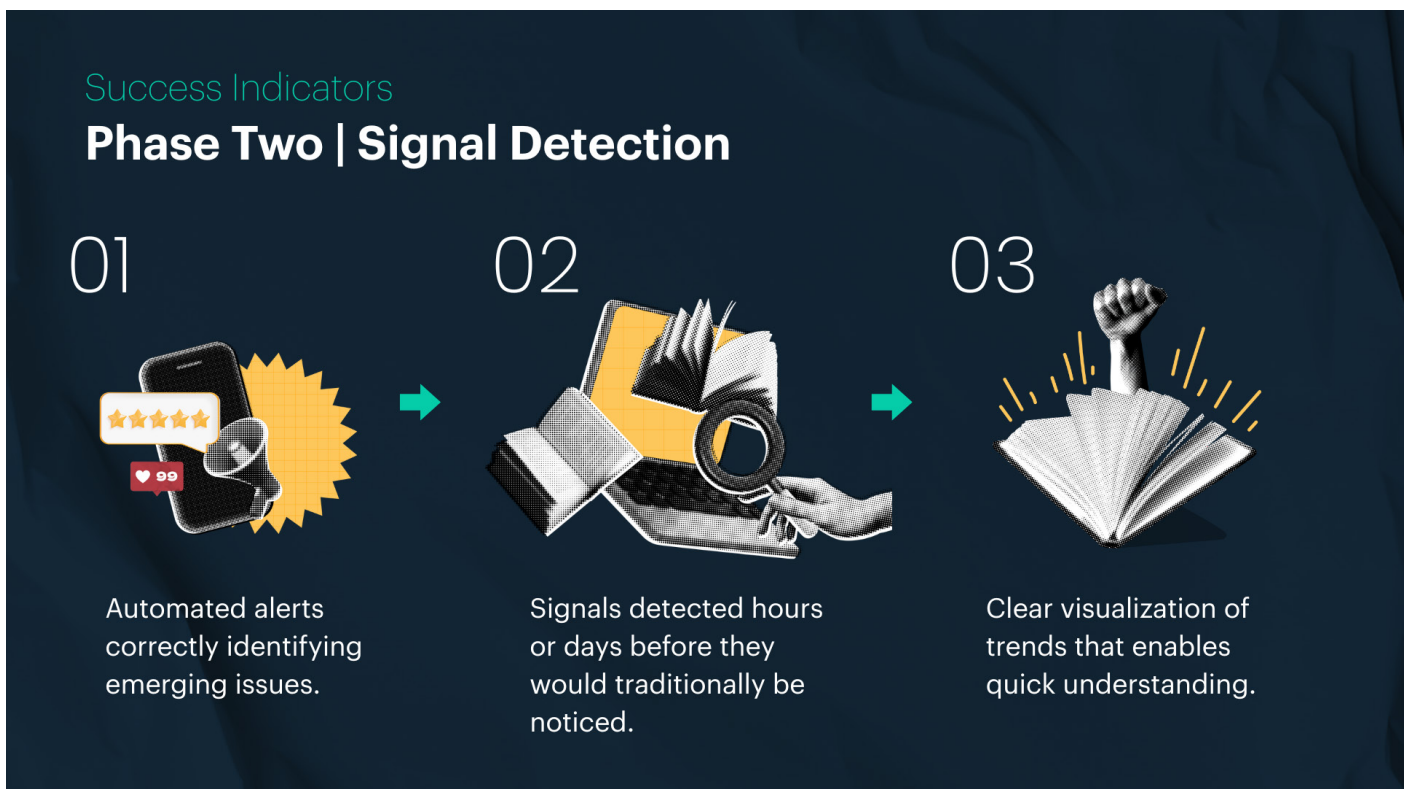 Success Indicators
Phase Two | Signal Detection
01
99
Automated alerts
correctly identifying
emerging issues.
02
Signals detected hours
or days before they
would traditionally be
noticed.
03
Clear visualization of
trends that enables
quick understanding.